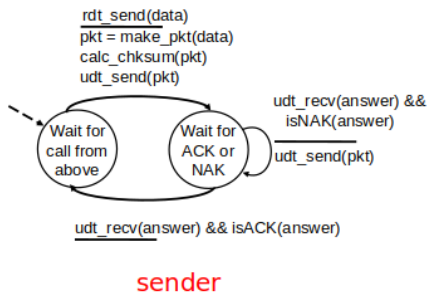 rdt_send(data)
pkt = make_pkt(data)
calc_chksum(pkt)
udt_send(pkt)
Wait for
call from
above
Wait for
ACK or
NAK
udt_recv(answer) &&
isNAK(answer)
udt_send(pkt)
udt_recv(answer) && isACK(answer)
sender